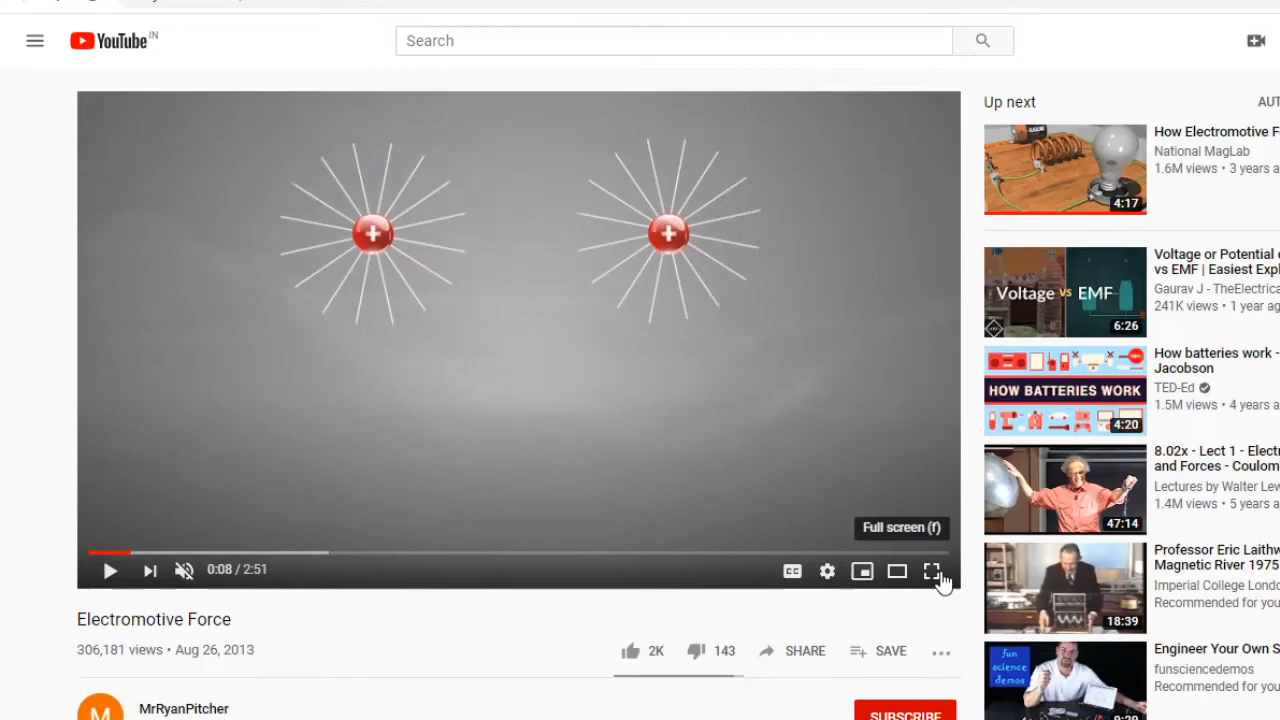 YouTube IN
Search
Up next
AUT
How Electromotive F
National MagLab
1.6M views • 3 years a
4:17
Voltage or Potential
vs EMF | Easiest Expl
Gaurav J - TheElectrica
241K views • 1 year ag
Voltage vs EMF
6:26
How batteries work -
Jacobson
TED-Ed
1.5M views • 4 years a
HOW BATTERIES WORK
4:20
8.02x - Lect 1 - Electr
and Forces - Coulom
Lectures by Walter Lew
1.4M views • 5 years a
47:14
Professor Eric Laithw
Magnetic River 1975
Imperial College Londo
Recommended for you
18:39
Engineer Your Own S
funsciencedemos
Recommended for you
fun
science
demos
Full screen (f)
0:08 / 2:51
CC
Electromotive Force
306,181 views • Aug 26, 2013
2K
143
SHARE
SAVE
M
MrRyanPitcher
SUBSCRIBE